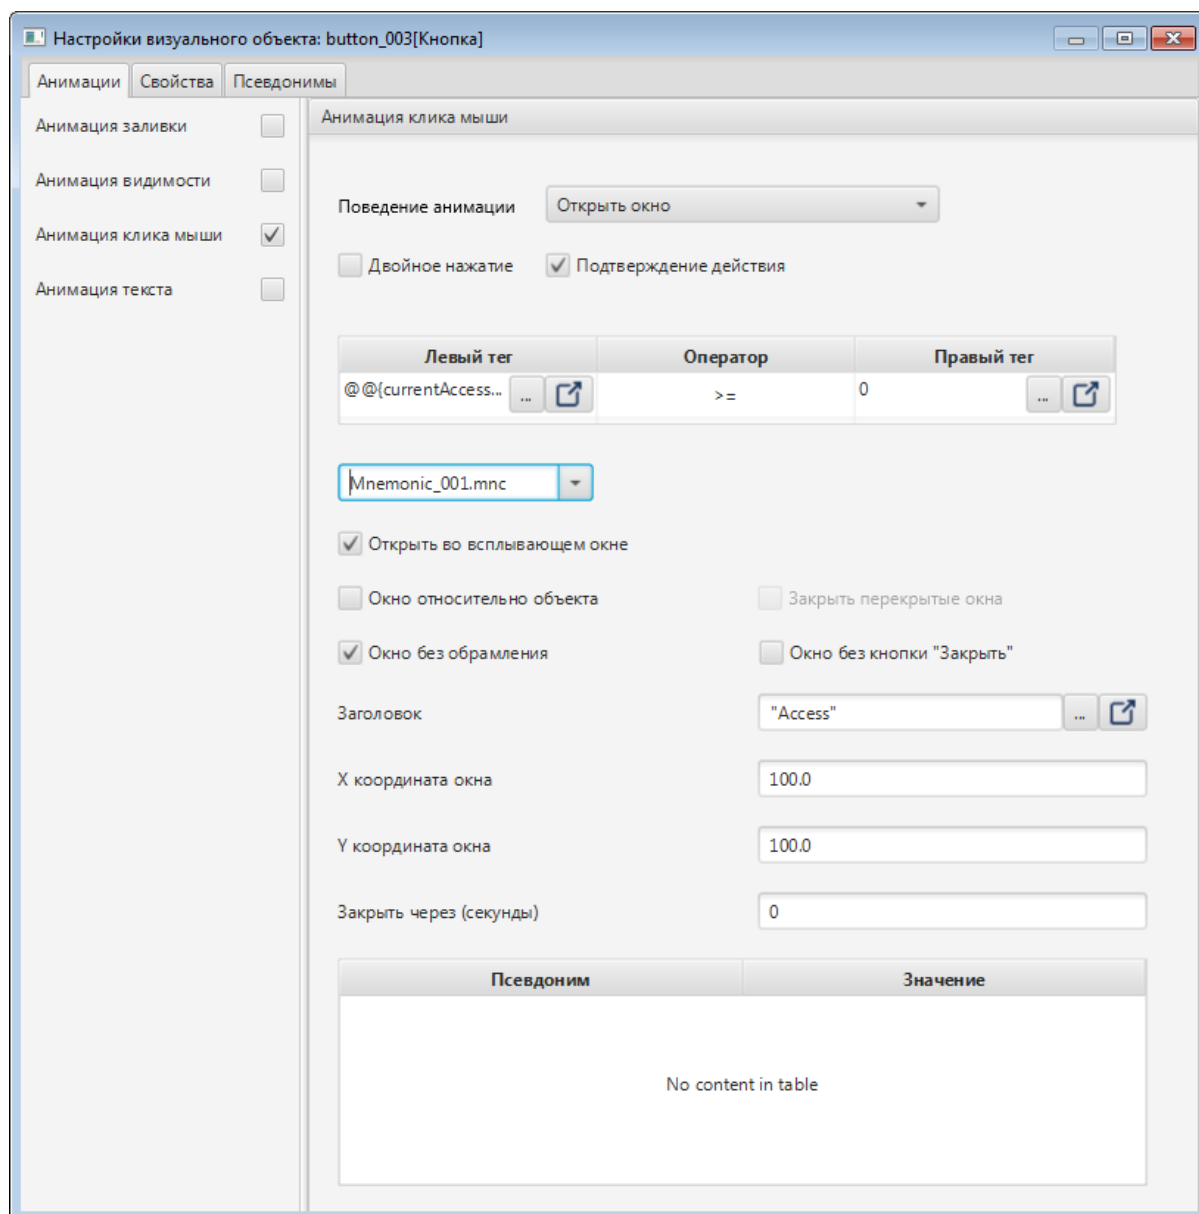 Настройки визуального объекта: button_003[Кнопка]
Анимации Свойства Псевдонимы
Анимация заливки
Анимация видимости
Анимация клика мыши
Анимация текста
Анимация клика мыши
Поведение анимации Открыть окно
Двойное нажатие Подтверждение действия
Левый тег Оператор Правый тег
@@{currentAccess... ... >= 0 ...
Mnemonic_001.mnc
Открыть во всплывающем окне
Окно относительно объекта Закрыть перекрытые окна
Окно без обрамления Окно без кнопки "Закрыть"
Заголовок "Access" ...
X координата окна 100.0
Y координата окна 100.0
Закрыть через (секунды) 0
Псевдоним Значение
No content in table